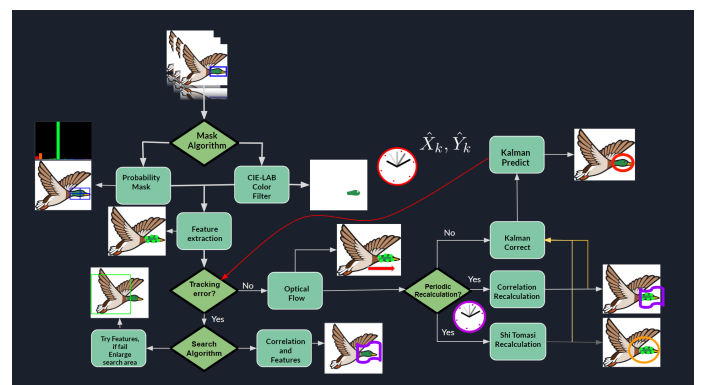 Mask
Algorithm
Probability
Mask
CIE-LAB
Color
Filter
Feature
extraction
Tracking
error?
No
Optical
Flow
Yes
Search
Algorithm
Try Features,
if fail
Enlarge
search area
Correlation
and
Features
Periodic
Recalculation?
No
Yes
Yes
Kalman
Correct
Correlation
Recalculation
Shi Tomasi
Recalculation
Kalman
Predict
X̂ₖ, Ŷₖ